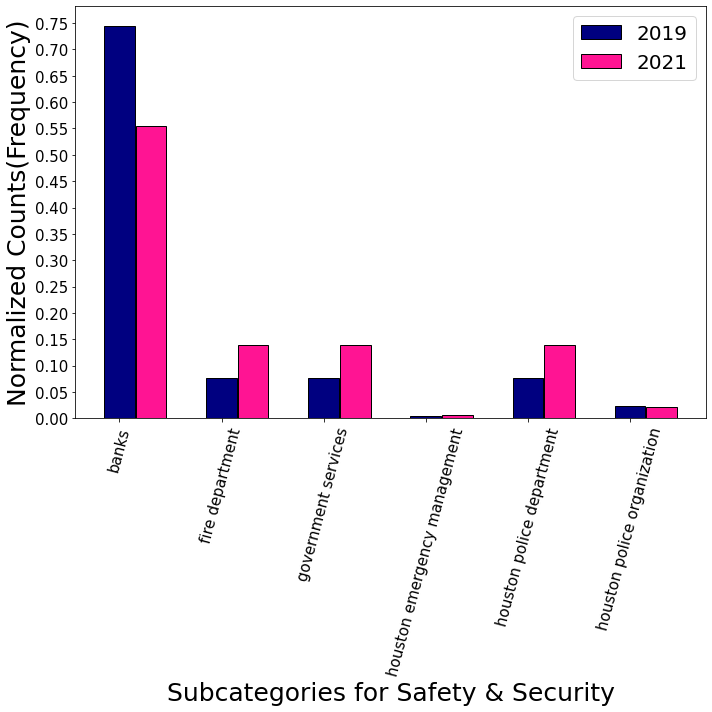 Normalized Counts(Frequency)
0.75
0.70
0.65
0.60
0.55
0.50
0.45
0.40
0.35
0.30
0.25
0.20
0.15
0.10
0.05
0.00
2019
2021
banks
fire department
government services
houston emergency management
houston police department
houston police organization
Subcategories for Safety & Security